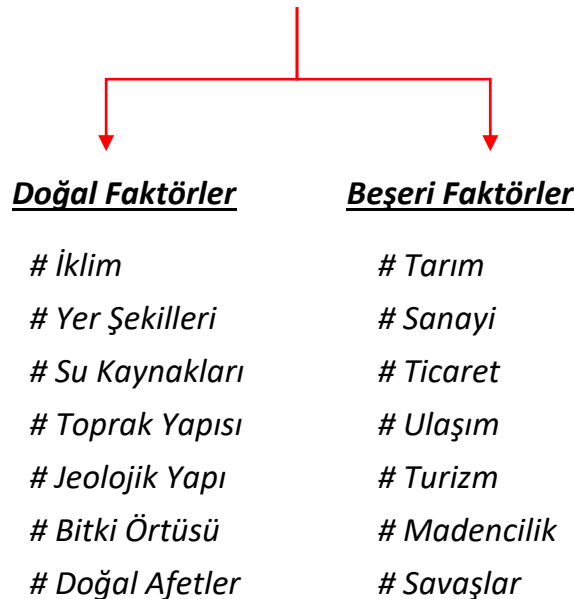 Doğal Faktörler
# İklim
# Yer Şekilleri
# Su Kaynakları
# Toprak Yapısı
# Jeolojik Yapı
# Bitki Örtüsü
# Doğal Afetler
Beşeri Faktörler
# Tarım
# Sanayi
# Ticaret
# Ulaşım
# Turizm
# Madencilik
# Savaşlar